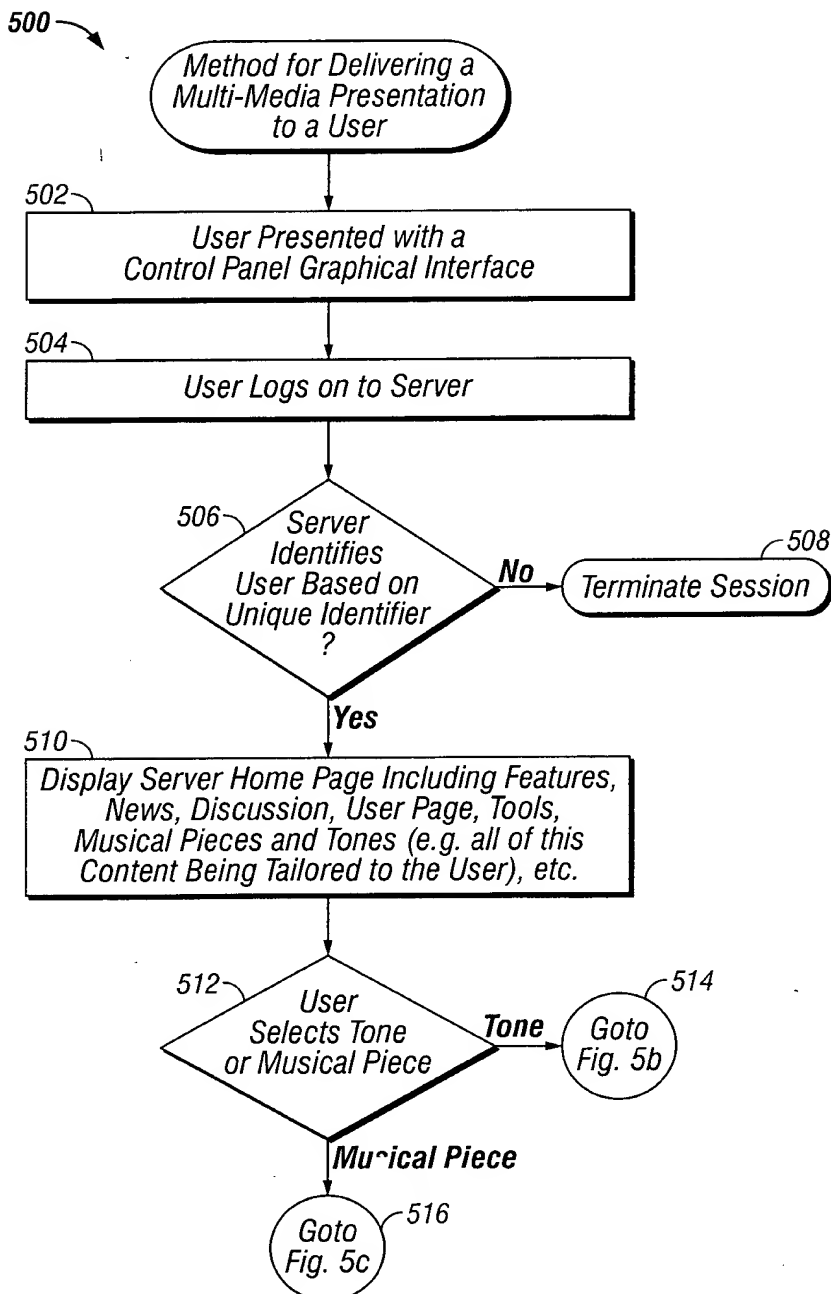 500
Method for Delivering a
Multi-Media Presentation
to a User
502
User Presented with a
Control Panel Graphical Interface
504
User Logs on to Server
506
Server
Identifies
User Based on
Unique Identifier
?
No
508
Terminate Session
Yes
510
Display Server Home Page Including Features,
News, Discussion, User Page, Tools,
Musical Pieces and Tones (e.g. all of this
Content Being Tailored to the User), etc.
512
User
Selects Tone
or Musical Piece
Tone
514
Goto
Fig. 5b
Musical Piece
516
Goto
Fig. 5c